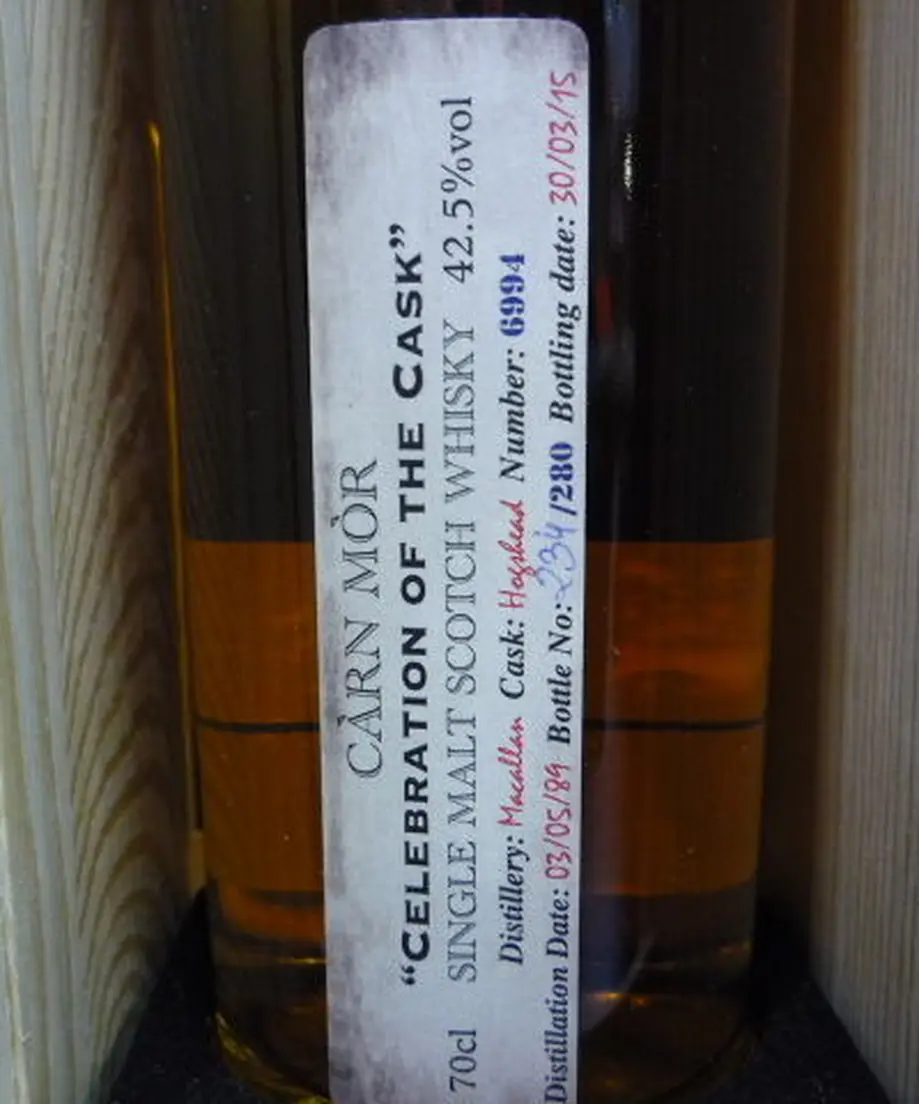 CÀRN MÒR
“CELEBRATION OF THE CASK”
70cl SINGLE MALT SCOTCH WHISKY 42.5%vol
Distillery: Macallan Cask: Hogshead Number: 6994
Distillation Date: 03/05/89 Bottle No: 234/280 Bottling date: 30/03/15